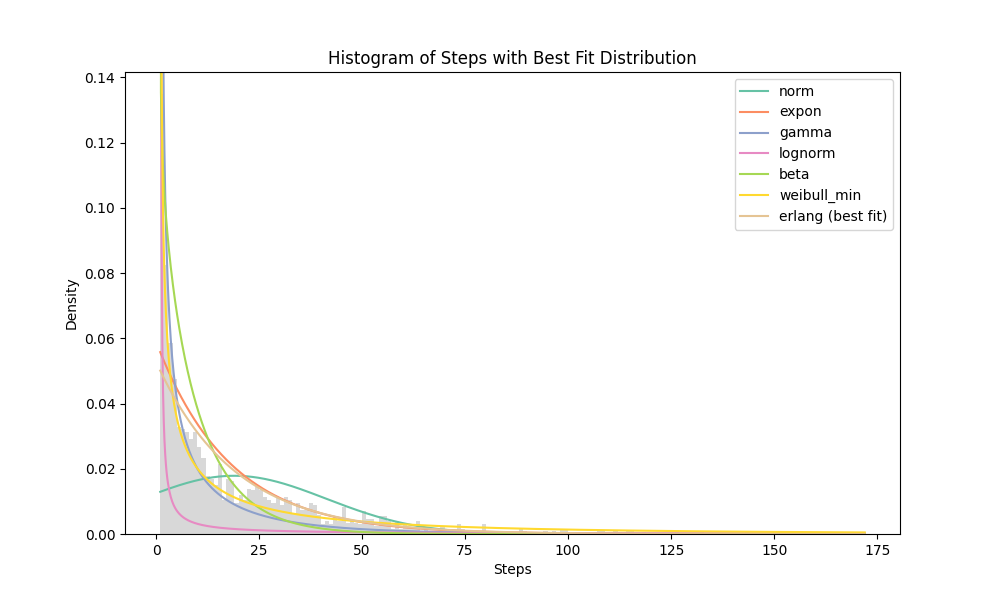 Histogram of Steps with Best Fit Distribution
Density
0.14
0.12
0.10
0.08
0.06
0.04
0.02
0.00
norm
expon
gamma
lognorm
beta
weibull_min
erlang (best fit)
0 25 50 75 100 125 150 175
Steps